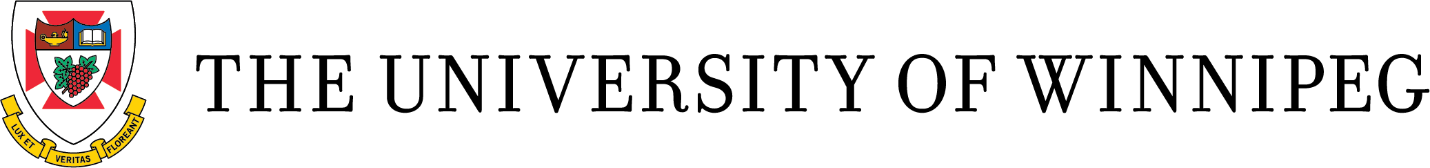 THE UNIVERSITY OF WINNIPEG
LUX ET VERITAS FLOREANT